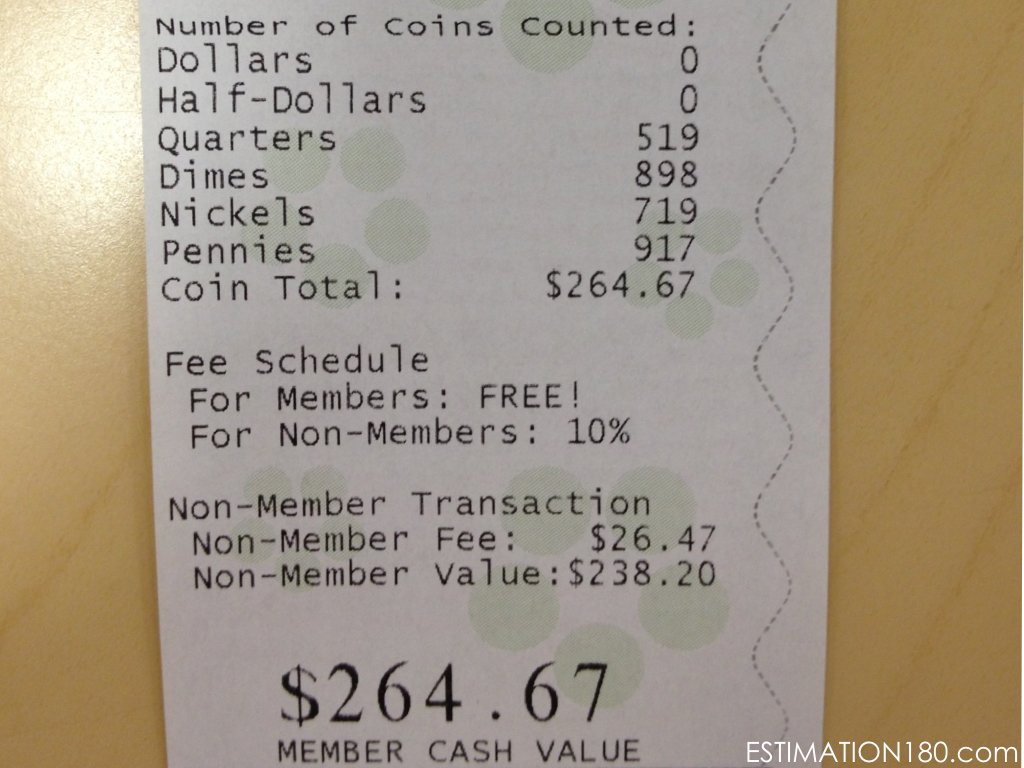 Number of Coins Counted:
Dollars 0
Half-Dollars 0
Quarters 519
Dimes 898
Nickels 719
Pennies 917
Coin Total: $264.67
Fee Schedule
For Members: FREE!
For Non-Members: 10%
Non-Member Transaction
Non-Member Fee: $26.47
Non-Member Value:$238.20
$264.67
MEMBER CASH VALUE
ESTIMATION180.com